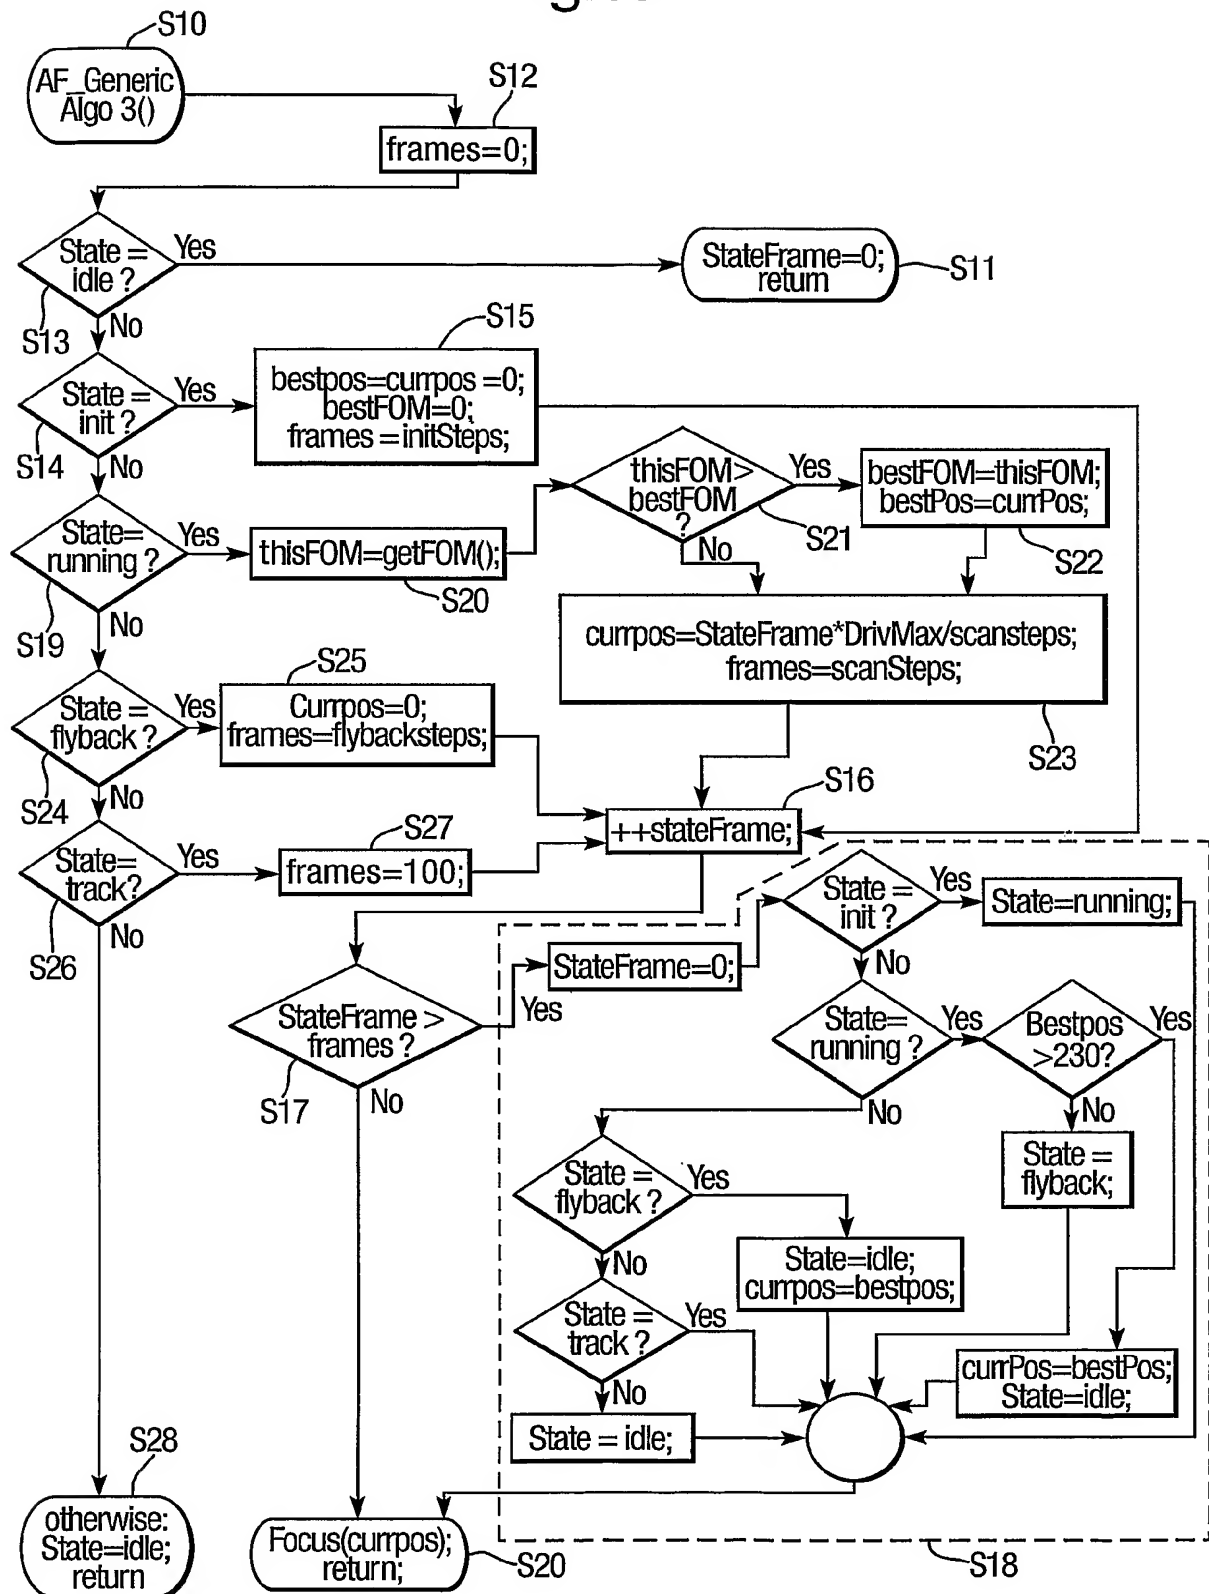 S10
AF_Generic
Algo 3()
S12
frames=0;
State =
idle ?
Yes
StateFrame=0;
return
S11
S13
No
S15
State =
init ?
Yes
bestpos=currpos =0;
bestFOM=0;
frames =initSteps;
S14
No
thisFOM>
bestFOM
?
Yes
bestFOM=thisFOM;
bestPos=currPos;
S21
No
S22
State=
running ?
Yes
thisFOM=getFOM();
S20
S19
No
currpos=StateFrame*DrivMax/scansteps;
frames=scanSteps;
S23
S25
State =
flyback ?
Yes
Currpos=0;
frames=flybacksteps;
S24
No
S16
++stateFrame;
S27
State=
track?
Yes
frames=100;
S26
No
State =
init ?
Yes
State=running;
No
StateFrame=0;
StateFrame >
frames ?
Yes
S17
No
State=
running ?
Yes
Bestpos
>230?
Yes
No
No
State =
flyback;
State =
flyback ?
Yes
State=idle;
currpos=bestpos;
No
State =
track ?
Yes
No
currPos=bestPos;
State=idle;
State = idle;
S28
otherwise:
State=idle;
return
Focus(currpos);
return;
S20
S18